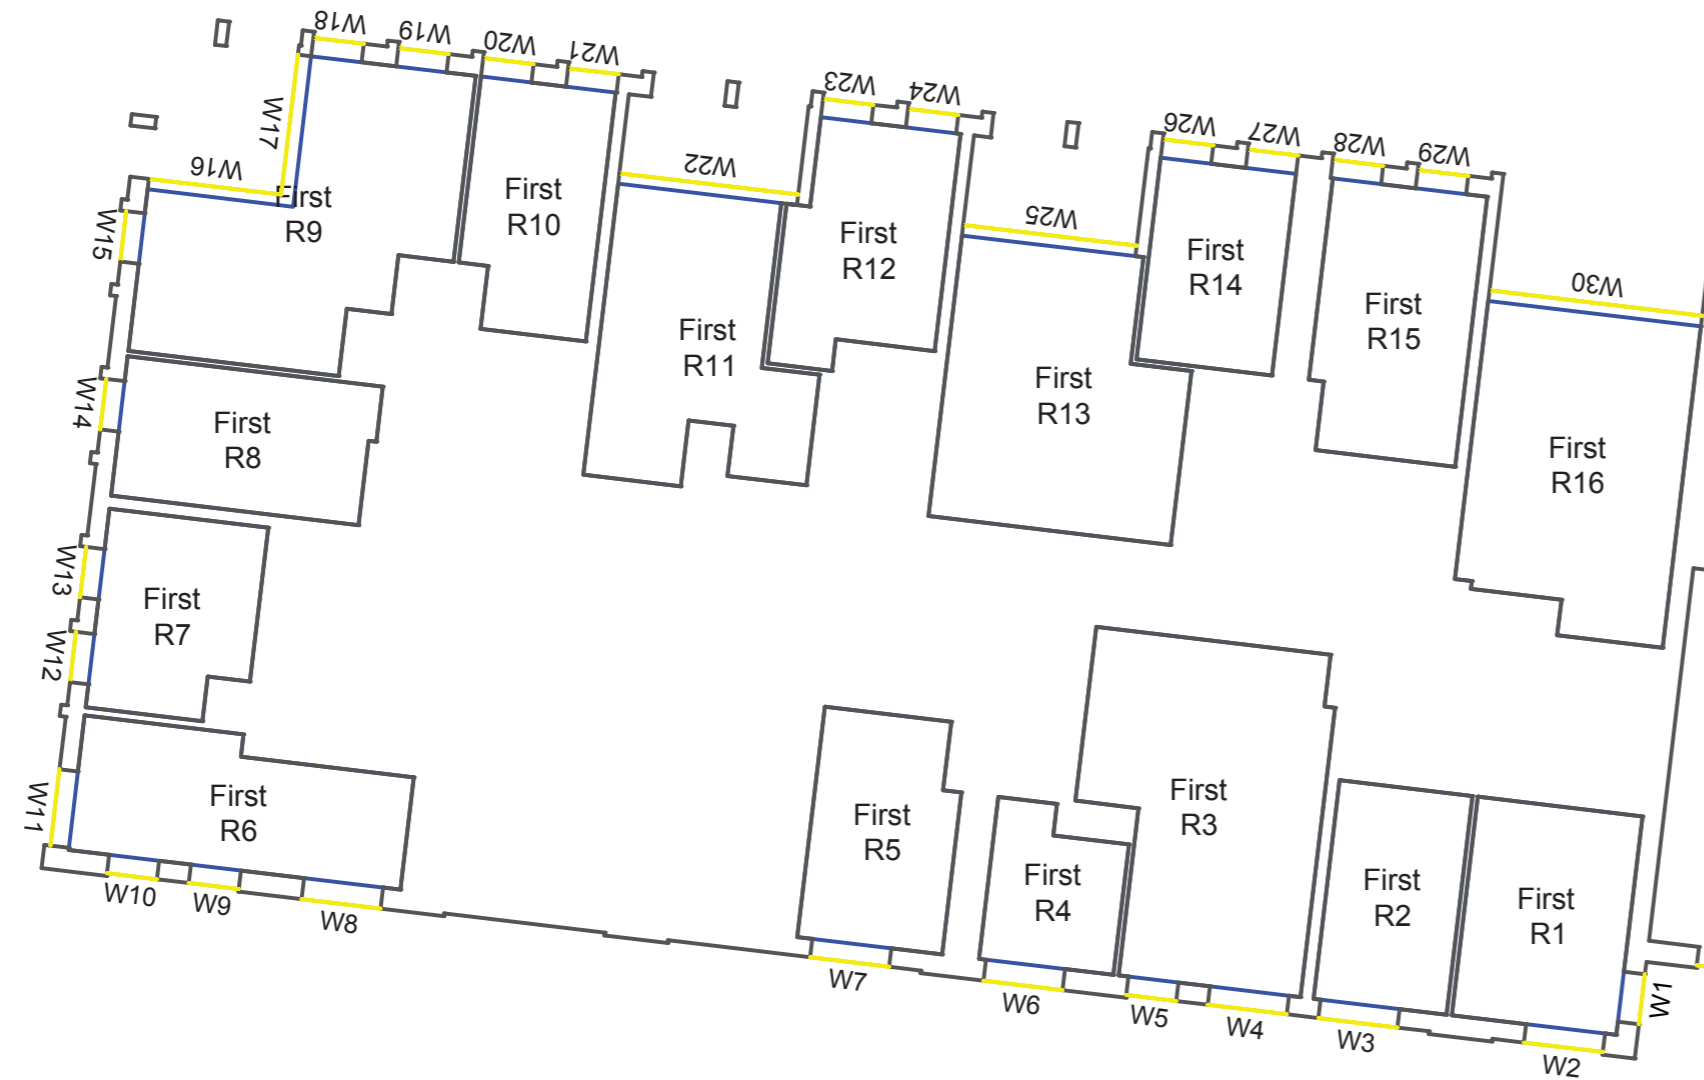 W18
W19
W20
W21
W23
W24
W26
W27
W28
W29
W17
W16
W22
W25
W30
W15
First
R9
First
R10
First
R12
First
R14
First
R15
First
R11
First
R13
First
R16
W14
First
R8
W13
First
R7
W12
First
R6
W11
W10
W9
W8
First
R5
First
R4
First
R3
First
R2
First
R1
W7
W6
W5
W4
W3
W2
W1